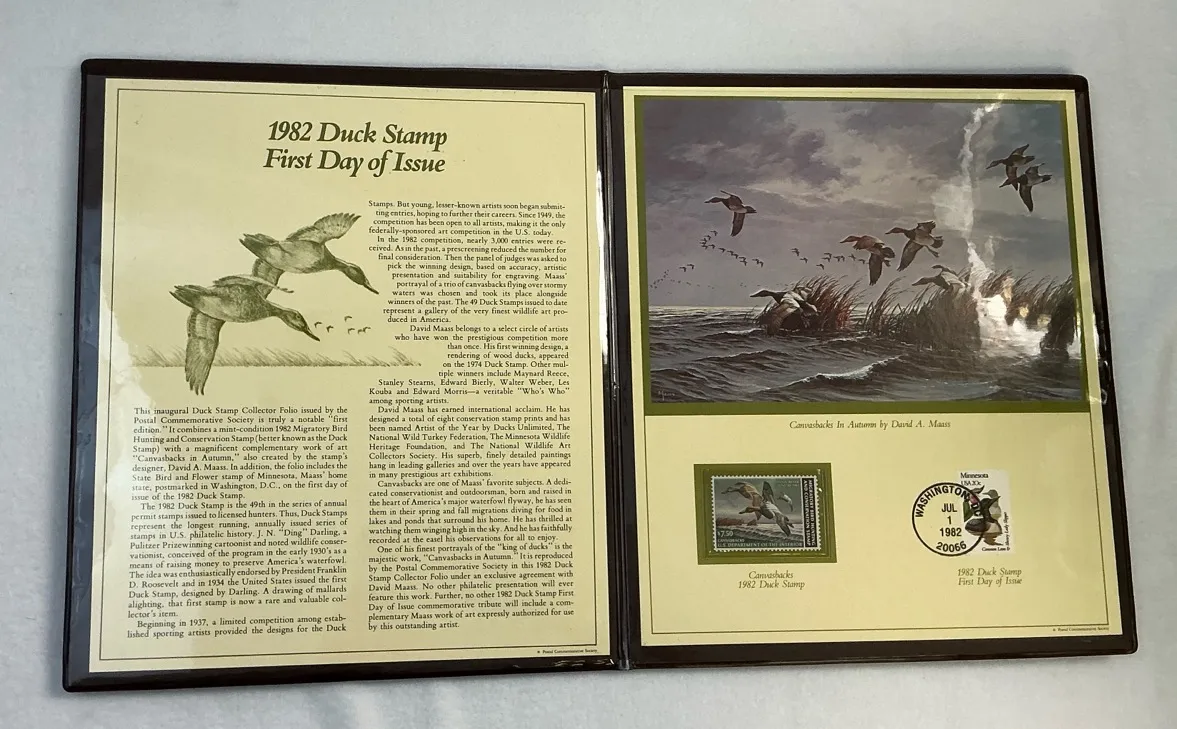 1982 Duck Stamp
First Day of Issue
This inaugural Duck Stamp Collector Folio issued by the
Postal Commemorative Society is truly a notable "first
edition." It combines a mint-condition 1982 Migratory Bird
Hunting and Conservation Stamp (better known as the Duck
Stamp) with a magnificent complementary work of art
"Canvasbacks in Autumn," also created by the stamp's
designer, David A. Maass. In addition, the folio includes the
State Bird and Flower stamp of Minnesota, Maass' home
state, postmarked in Washington, D.C., on the first day of
issue of the 1982 Duck Stamp.
The 1982 Duck Stamp is the 49th in the series of annual
permit stamps issued to licensed hunters. Thus, Duck Stamps
represent the longest running, annually issued series of
stamps in U.S. philatelic history. J. N. "Ding" Darling, a
Pulitzer Prizewinning cartoonist and noted wildlife conser-
vationist, conceived of the program in the early 1930's as a
means of raising money to preserve America's waterfowl.
The idea was enthusiastically endorsed by President Franklin
D. Roosevelt and in 1934 the United States issued the first
Duck Stamp, designed by Darling. A drawing of mallards
alighting, that first stamp is now a rare and valuable col-
lector's item.
Beginning in 1937, a limited competition among estab-
lished sporting artists provided the designs for the Duck
Stamps. But young, lesser-known artists soon began submit-
ting entries, hoping to further their careers. Since 1949, the
competition has been open to all artists, making it the only
federally-sponsored art competition in the U.S. today.
In the 1982 competition, nearly 3,000 entries were re-
ceived. As in the past, a prescreening reduced the number for
final consideration. Then the panel of judges was asked to
pick the winning design, based on accuracy, artistic
presentation and suitability for engraving. Maass'
portrayal of a trio of canvasbacks flying over stormy
waters was chosen and took its place alongside
winners of the past. The 49 Duck Stamps issued to date
represent a gallery of the very finest wildlife art pro-
duced in America.
David Maass belongs to a select circle of artists
who have won the prestigious competition more
than once. His first winning design, a
rendering of wood ducks, appeared
on the 1974 Duck Stamp. Other mul-
tiple winners include Maynard Reece,
Stanley Stearns, Edward Bierly, Walter Weber, Les
Kouba and Edward Morris—a veritable "Who's Who"
among sporting artists.
David Maass has earned international acclaim. He has
designed a total of eight conservation stamp prints and has
been named Artist of the Year by Ducks Unlimited, The
National Wild Turkey Federation, The Minnesota Wildlife
Heritage Foundation, and The National Wildlife Art
Collectors Society. His superb, finely detailed paintings
hang in leading galleries and over the years have appeared
in many prestigious art exhibitions.
Canvasbacks are one of Maass' favorite subjects. A dedi-
cated conservationist and outdoorsman, born and raised in
the heart of America's major waterfowl flyway, he has seen
them in their spring and fall migrations diving for food in
lakes and ponds that surround his home. He has thrilled at
watching them winging high in the sky. And he has faithfully
recorded at the easel his observations for all to enjoy.
One of his finest portrayals of the "king of ducks" is the
majestic work, "Canvasbacks in Autumn." It is reproduced
by the Postal Commemorative Society in this 1982 Duck
Stamp Collector Folio under an exclusive agreement with
David Maass. No other philatelic presentation will ever
feature this work. Further, no other 1982 Duck Stamp First
Day of Issue commemorative tribute will include a com-
plementary Maass work of art expressly authorized for use
by this outstanding artist.
© Postal Commemorative Society
Canvasbacks In Autumn by David A. Maass
MIGRATORY BIRD HUNTING
AND CONSERVATION STAMP
$7.50
CANVASBACKS
U.S. DEPARTMENT OF THE INTERIOR
Canvasbacks
1982 Duck Stamp
WASHINGTON, DC
JUL
1
1982
20066
Minnesota
USA 20c
Common Loon &
1982 Duck Stamp
First Day of Issue
© Postal Commemorative Society